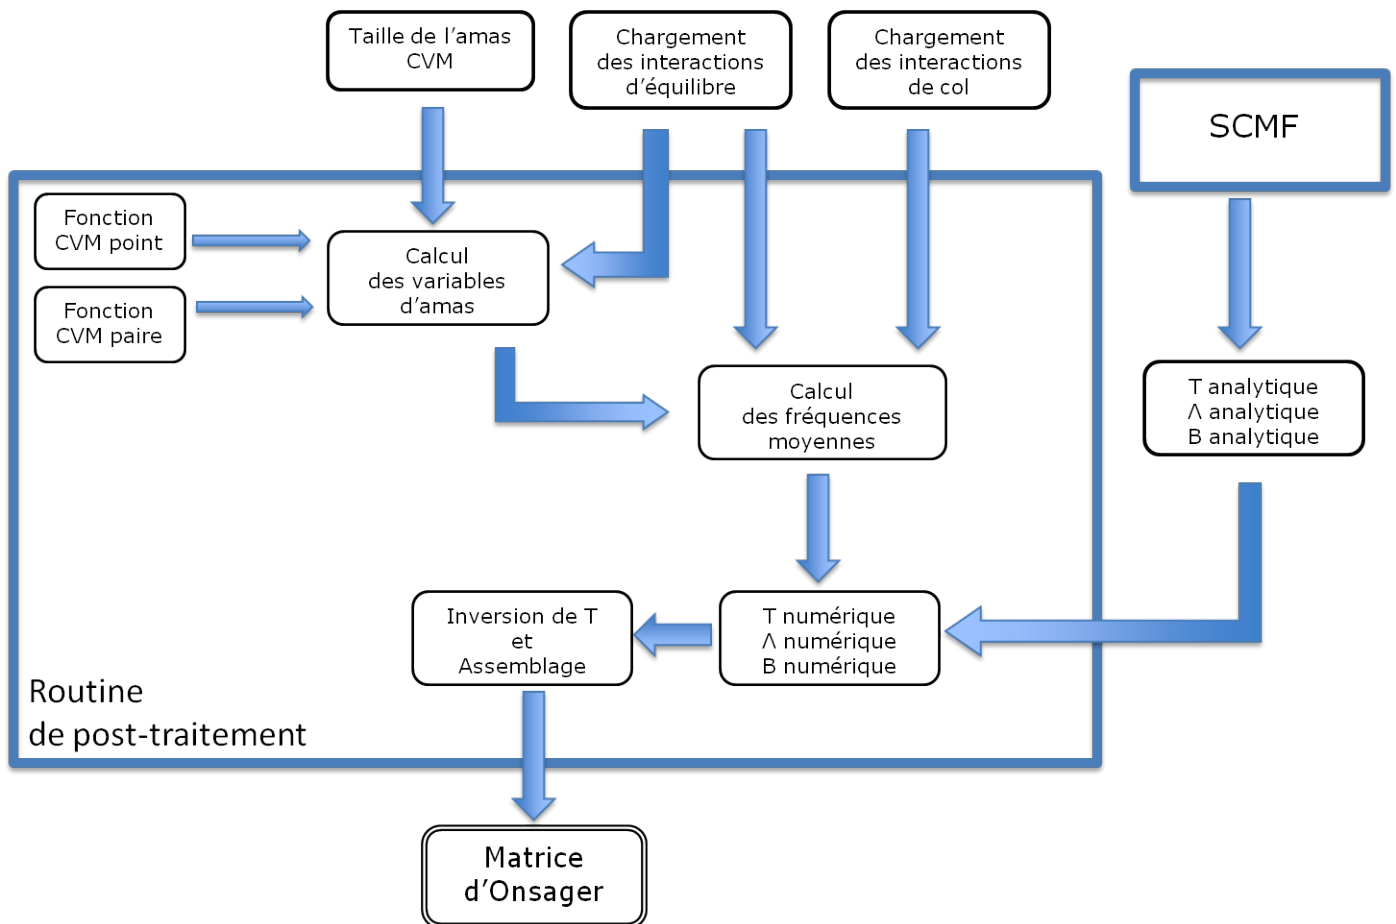 Taille de l’amas
CVM
Chargement
des interactions
d’équilibre
Chargement
des interactions
de col
SCMF
Fonction
CVM point
Fonction
CVM paire
Calcul
des variables
d’amas
Calcul
des fréquences
moyennes
T analytique
Λ analytique
B analytique
Inversion de T
et
Assemblage
T numérique
Λ numérique
B numérique
Routine
de post-traitement
Matrice
d’Onsager